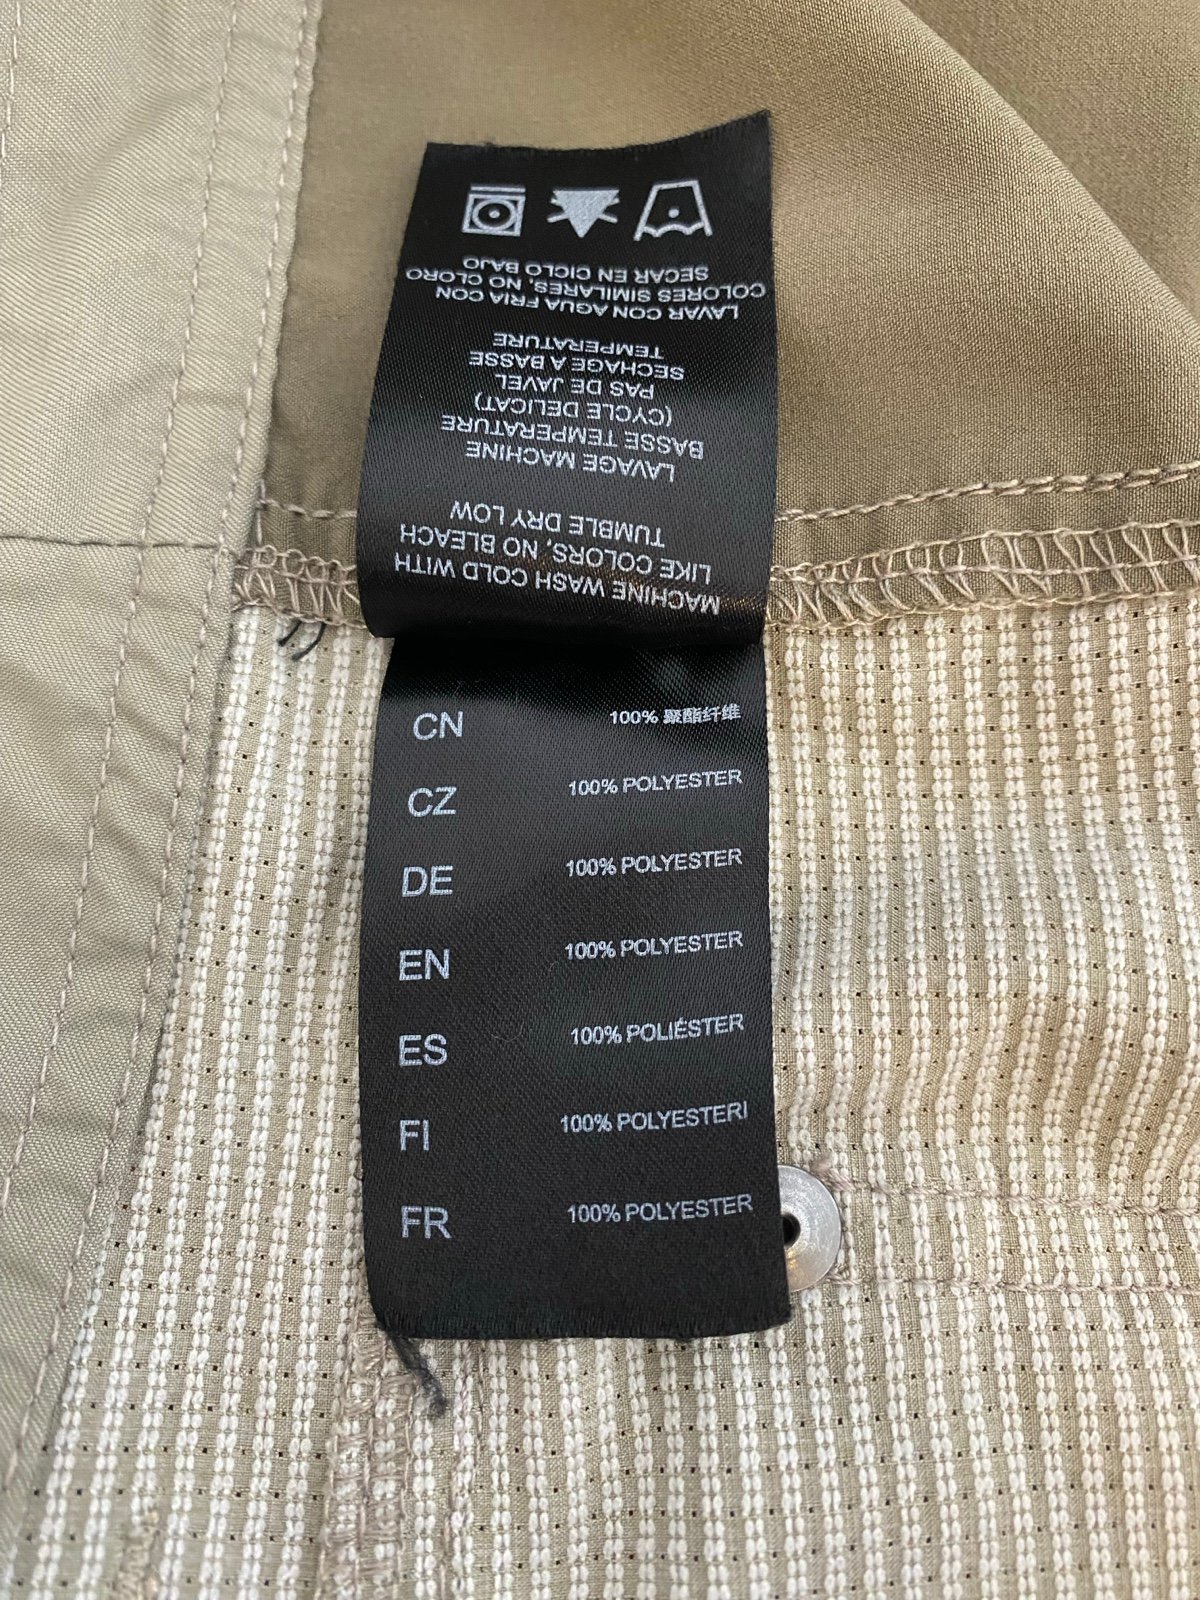 MACHINE WASH COLD WITH
LIKE COLORS, NO BLEACH
TUMBLE DRY LOW
LAVAGE MACHINE
BASSE TEMPERATURE
(CYCLE DELICAT)
PAS DE JAVEL
SECHAGE A BASSE
TEMPERATURE
LAVAR CON AGUA FRIA CON
COLORES SIMILARES, NO CLORO
SECAR EN CICLO BAJO
CN 100% 聚酯纤维
CZ 100% POLYESTER
DE 100% POLYESTER
EN 100% POLYESTER
ES 100% POLIÉSTER
FI 100% POLYESTERI
FR 100% POLYESTER